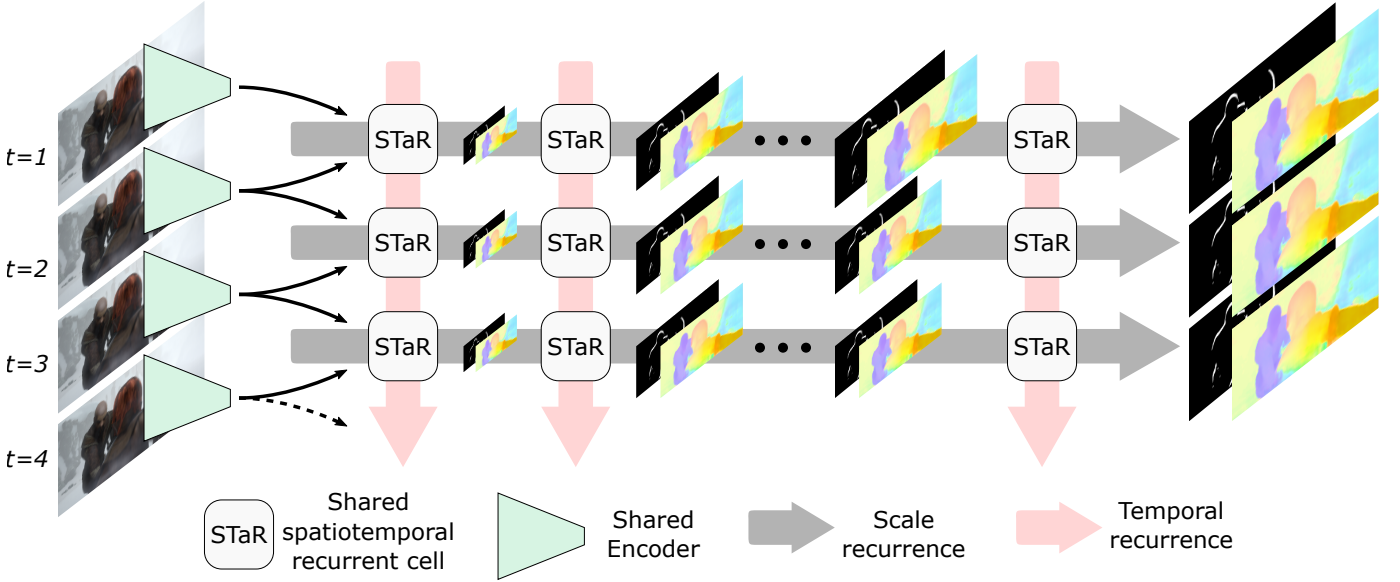 t=1
t=2
t=3
t=4
STaR STaR STaR
STaR STaR STaR
STaR STaR STaR
STaR
Shared
spatiotemporal
recurrent cell
Shared
Encoder
Scale
recurrence
Temporal
recurrence